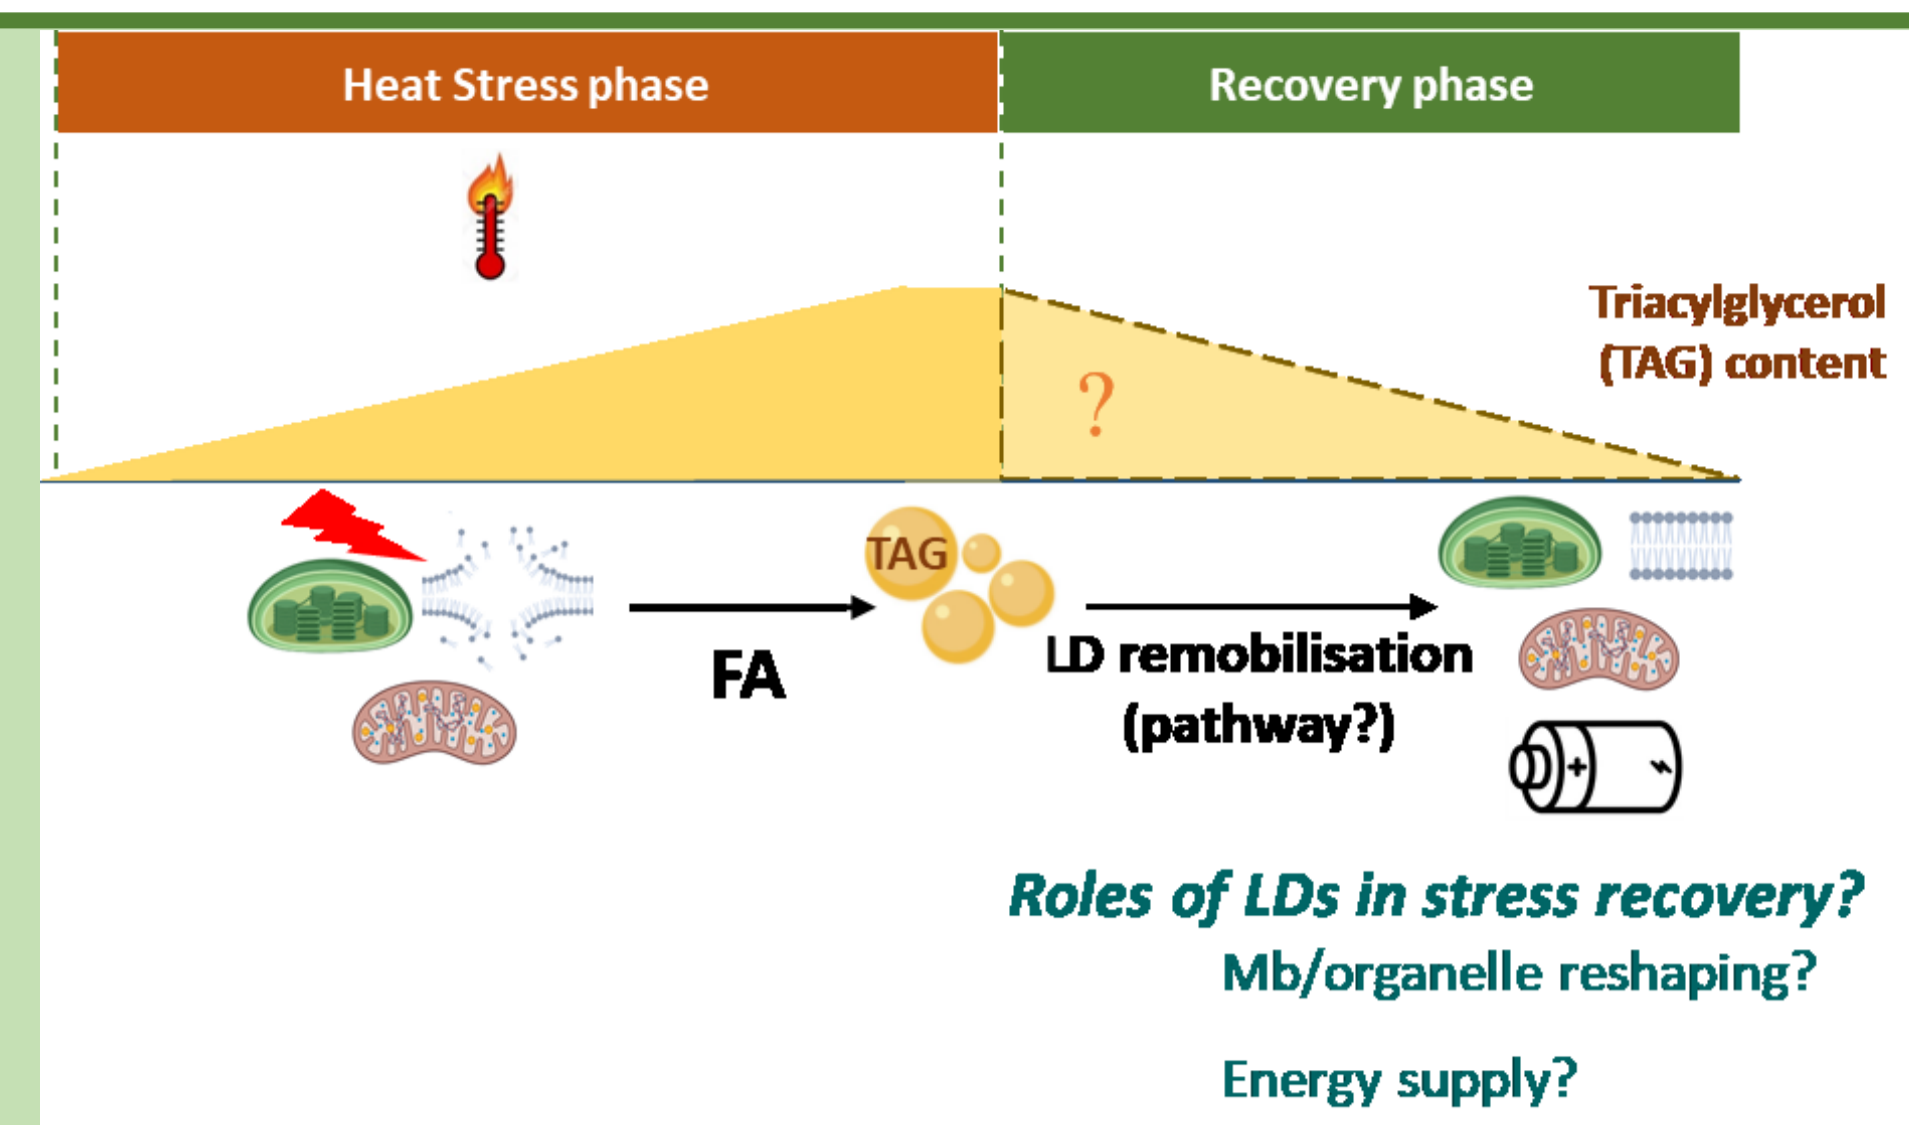 Heat Stress phase
Recovery phase
Triacylglycerol
(TAG) content
?
TAG
FA
LD remobilisation
(pathway?)
Roles of LDs in stress recovery?
Mb/organelle reshaping?
Energy supply?